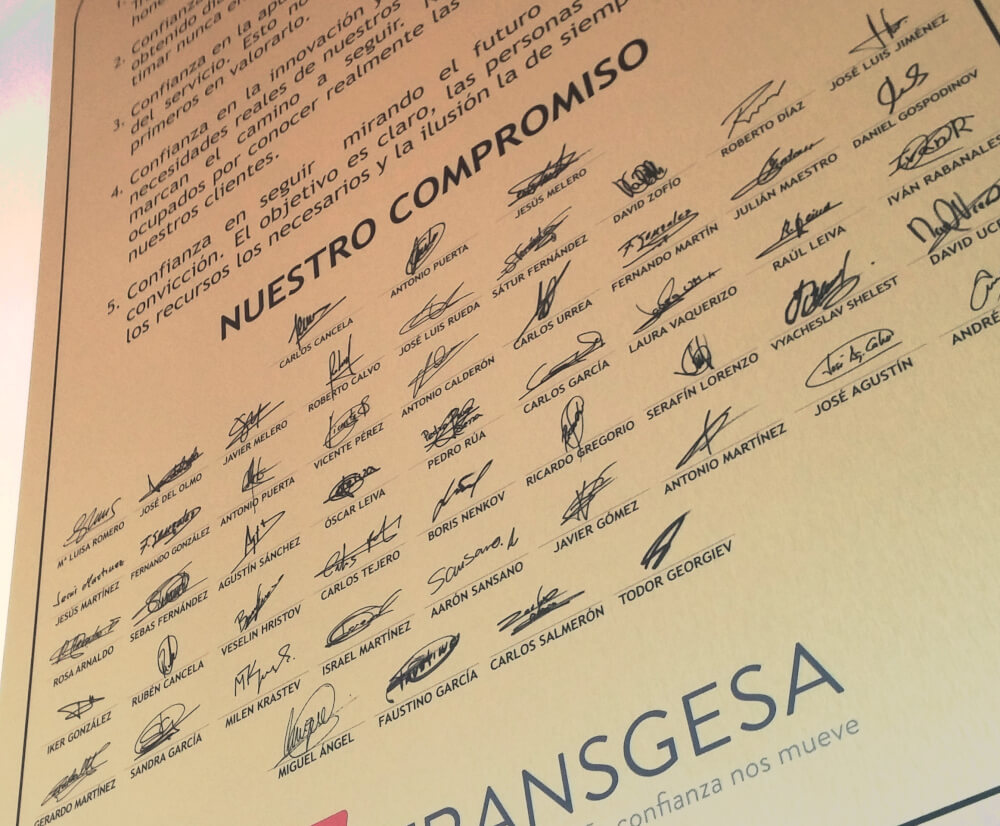 2. Confianza
obtenido
timar nunca en
3. Confianza en la
del servicio. Esto no
primeros en valorarlo.
4. Confianza en la innovación y
necesidades reales de nuestros
marcan el camino a seguir.
ocupados por conocer realmente las
nuestros clientes.
5. Confianza en seguir mirando el futuro
convicción. El objetivo es claro, las personas
los recursos los necesarios y la ilusión la de siemp
NUESTRO COMPROMISO
CARLOS CANCELA ANTONIO PUERTA JESÚS MELERO DAVID ZOFÍO ROBERTO DÍAZ JOSÉ LUIS JIMÉNEZ
ROBERTO CALVO JOSÉ LUIS RUEDA SÁTUR FERNÁNDEZ FERNANDO MARTÍN JULIÁN MAESTRO DANIEL GOSPODINOV
Mª LUISA ROMERO JOSÉ DEL OLMO JAVIER MELERO VICENTE PÉREZ ANTONIO CALDERÓN CARLOS URREA LAURA VAQUERIZO RAÚL LEIVA IVÁN RABANALES
JESÚS MARTÍNEZ FERNANDO GONZÁLEZ ANTONIO PUERTA ÓSCAR LEIVA PEDRO RÚA CARLOS GARCÍA SERAFÍN LORENZO VYACHESLAV SHELEST DAVID UC
ROSA ARNALDO SEBAS FERNÁNDEZ AGUSTÍN SÁNCHEZ CARLOS TEJERO BORIS NENKOV RICARDO GREGORIO ANTONIO MARTÍNEZ JOSÉ AGUSTÍN ANDRÉ
IKER GONZÁLEZ RUBÉN CANCELA VESELIN HRISTOV ISRAEL MARTÍNEZ AARÓN SANSANO JAVIER GÓMEZ
GERARDO MARTÍNEZ SANDRA GARCÍA MILEN KRASTEV FAUSTINO GARCÍA CARLOS SALMERÓN TODOR GEORGIEV
MIGUEL ÁNGEL
RANSGESA
confianza nos mueve